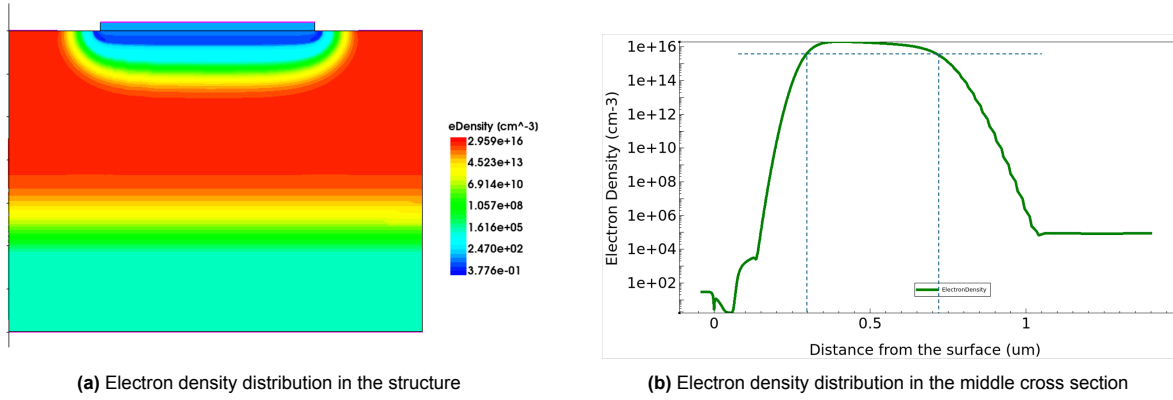 eDensity (cm^-3)
2.959e+16
4.523e+13
6.914e+10
1.057e+08
1.616e+05
2.470e+02
3.776e-01
(a) Electron density distribution in the structure
Electron Density (cm-3)
1e+16
1e+14
1e+12
1e+10
1e+08
1e+06
1e+04
1e+02
ElectronDensity
0
0.5
1
Distance from the surface (um)
(b) Electron density distribution in the middle cross section